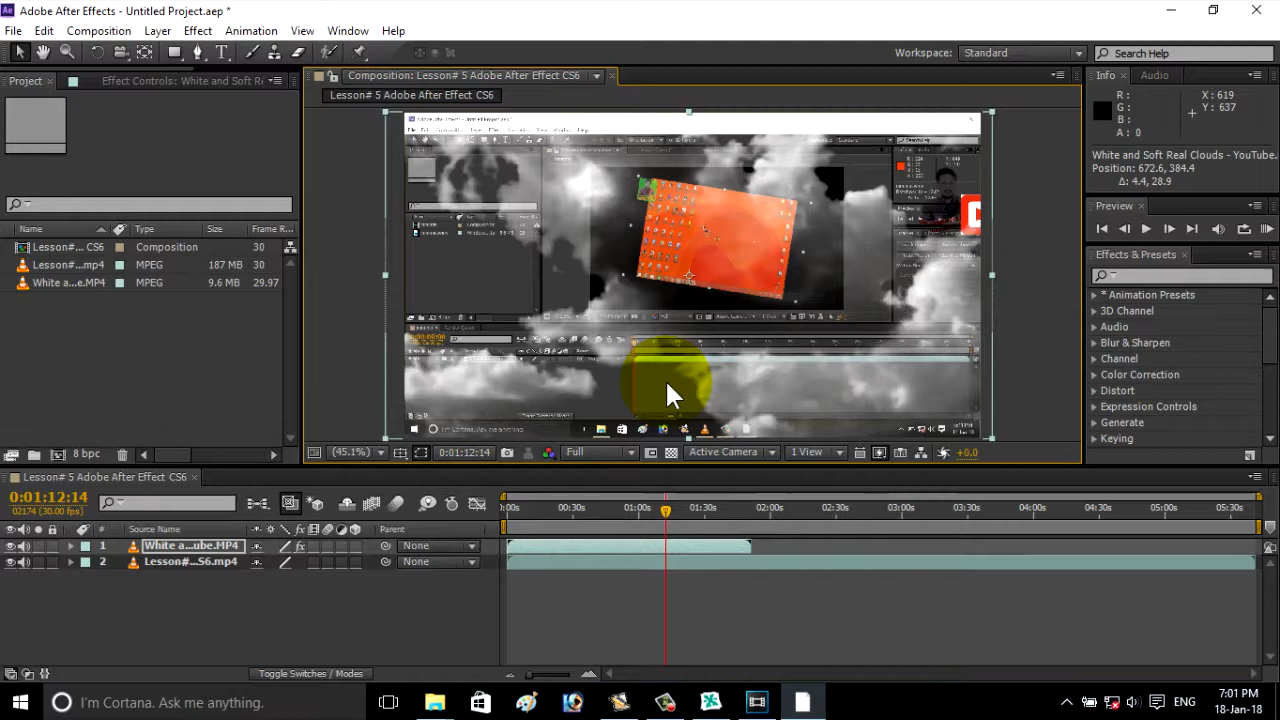 Adobe After Effects - Untitled Project.aep *
File Edit Composition Layer Effect Animation View Window Help
Workspace: Standard Search Help
Project Effect Controls: White and Soft Re
Composition: Lesson# 5 Adobe After Effect CS6
Info Audio
Lesson# 5 Adobe After Effect CS6
R: X: 619
G: Y: 637
B:
A: 0
White and Soft Real Clouds - YouTube.
Position: 672.6, 384.4
Δ: 4.4, 28.9
Preview
Name Type Size Frame R...
Lesson#... CS6 Composition 30
Lesson#...mp4 MPEG 187 MB 30
White a...e.MP4 MPEG 9.6 MB 29.97
Effects & Presets
* Animation Presets
3D Channel
Audio
Blur & Sharpen
Channel
Color Correction
Distort
Expression Controls
Generate
Keying
8 bpc
(45.1%) 0:01:12:14 Full Active Camera 1 View +0.0
Lesson# 5 Adobe After Effect CS6
0:01:12:14
02174 (30.00 fps)
):00s 00:30s 01:00s 01:30s 02:00s 02:30s 03:00s 03:30s 04:00s 04:30s 05:00s 05:30s
# Source Name Parent
1 White a...ube.MP4 None
2 Lesson#...S6.mp4 None
Toggle Switches / Modes
I'm Cortana. Ask me anything.
ENG
7:01 PM
18-Jan-18